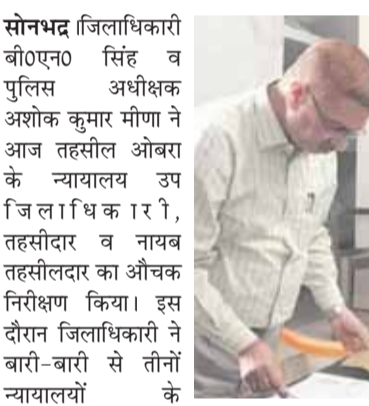 सोनभद्र।जिलाधिकारी
बी0एन0 सिंह व
पुलिस अधीक्षक
अशोक कुमार मीणा ने
आज तहसील ओबरा
के न्यायालय उप
जिलाधिकारी,
तहसीदार व नायब
तहसीलदार का औचक
निरीक्षण किया। इस
दौरान जिलाधिकारी ने
बारी-बारी से तीनों
न्यायालयों के